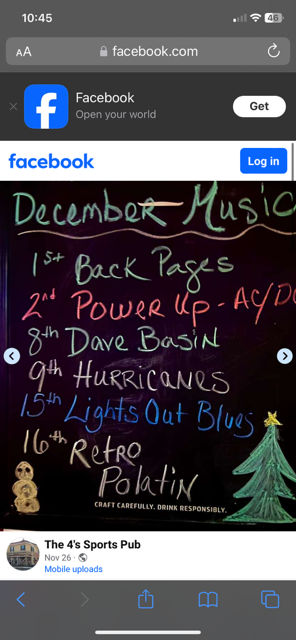 10:45
46
AA
facebook.com
Facebook
Open your world
Get
facebook
Log in
December Music
1st Back Pages
2nd Power Up - AC/DC
8th Dave Basin
9th Hurricanes
15th Lights Out Blues
16th Retro
Polatin
CRAFT CAREFULLY. DRINK RESPONSIBLY.
The 4's Sports Pub
Nov 26
Mobile uploads